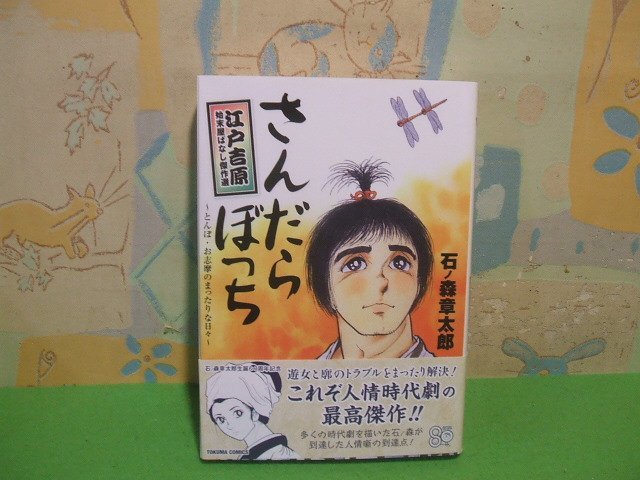 さんだら
ぼっち
江戸吉原
始末屋ばなし傑作選
～とんぼ・お志摩のまったりな日々～
石ノ森章太郎
遊女と廓のトラブルをまったり解決!
これぞ人情時代劇の
最高傑作!!
多くの時代劇を描いた石ノ森が
到達した人情噺の到達点!
TOKUMA COMICS